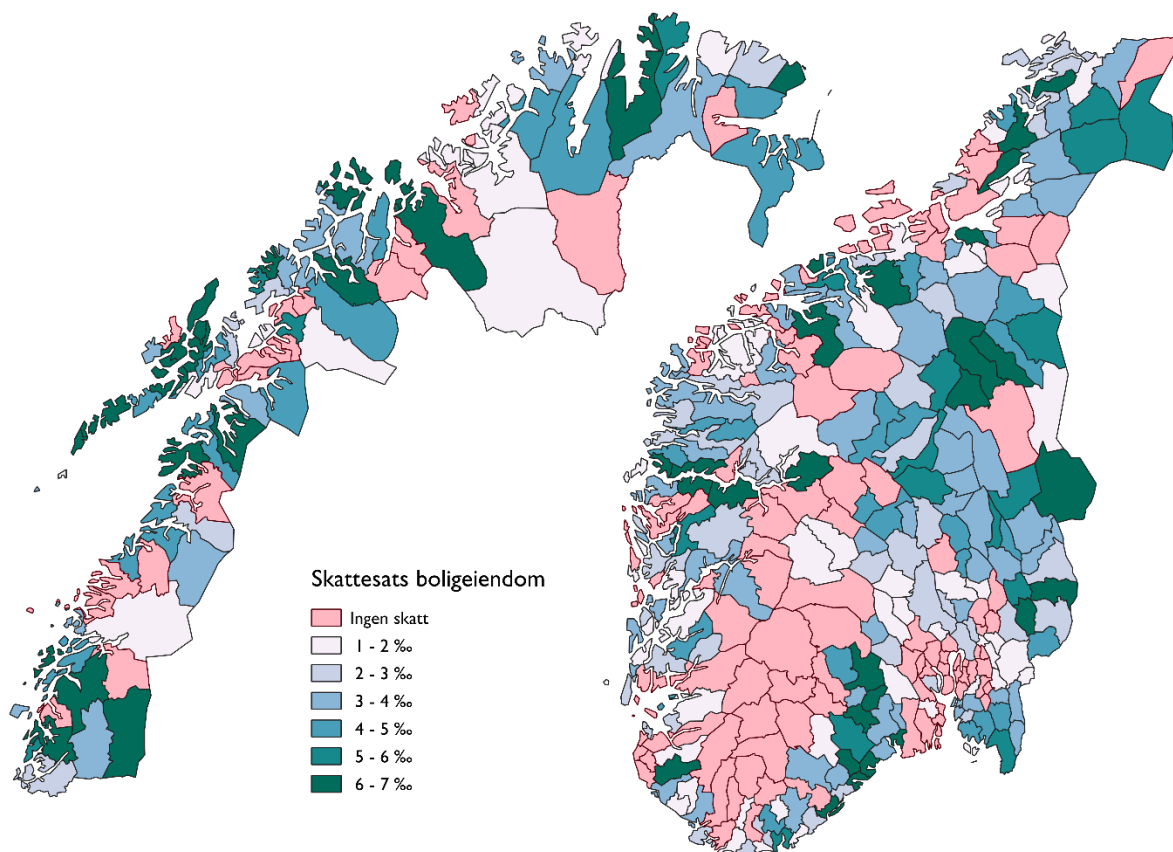 Skattesats boligeiendom
Ingen skatt
1 - 2 ‰
2 - 3 ‰
3 - 4 ‰
4 - 5 ‰
5 - 6 ‰
6 - 7 ‰